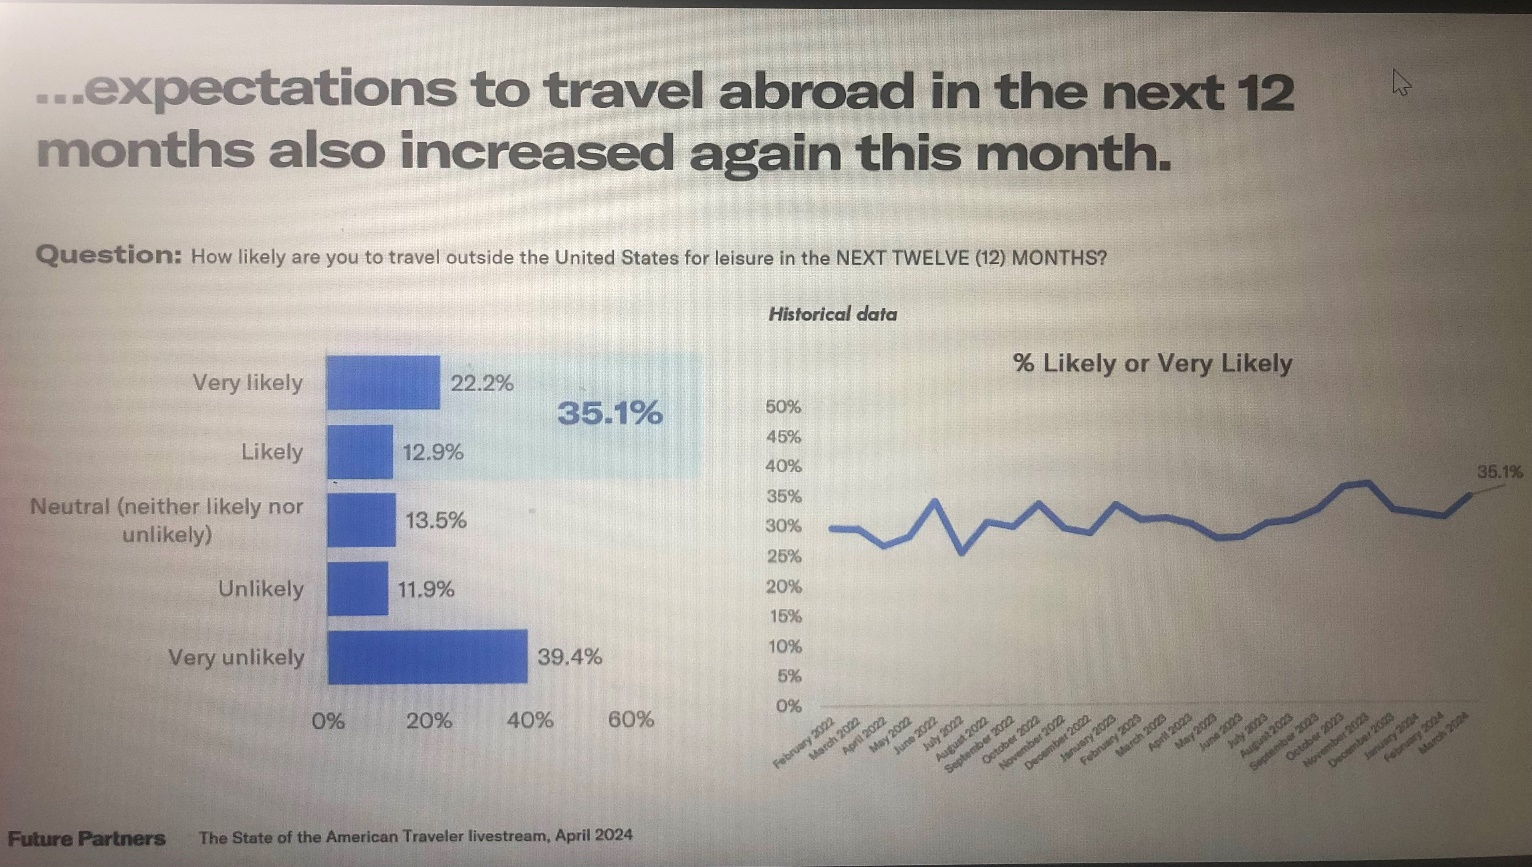 ...expectations to travel abroad in the next 12
months also increased again this month.
Question: How likely are you to travel outside the United States for leisure in the NEXT TWELVE (12) MONTHS?
Very likely
22.2%
35.1%
Likely
12.9%
Neutral (neither likely nor
unlikely)
13.5%
Unlikely
11.9%
Very unlikely
39.4%
0%
20%
40%
60%
Historical data
% Likely or Very Likely
50%
45%
40%
35%
30%
25%
20%
15%
10%
5%
0%
35.1%
February 2022
March 2022
April 2022
May 2022
June 2022
July 2022
August 2022
September 2022
October 2022
November 2022
December 2022
January 2023
February 2023
March 2023
April 2023
May 2023
June 2023
July 2023
August 2023
September 2023
October 2023
November 2023
December 2023
January 2024
February 2024
March 2024
Future Partners
The State of the American Traveler livestream, April 2024